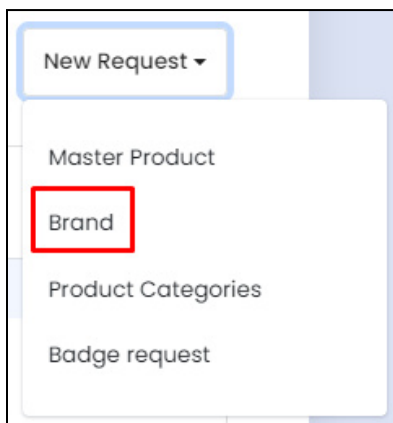 New Request
Master Product
Brand
Product Categories
Badge request